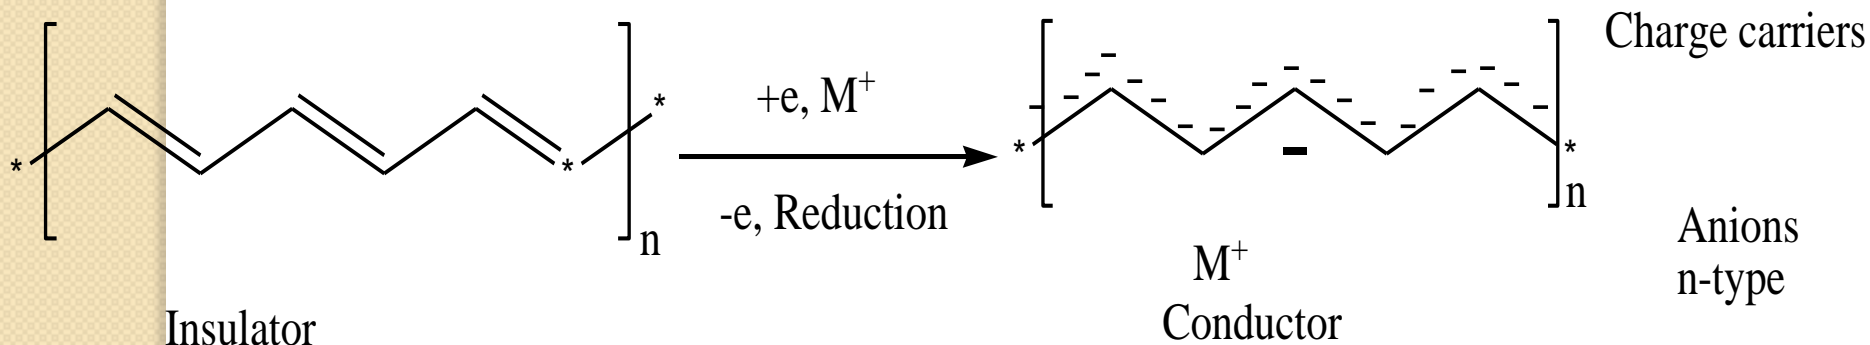 Charge carriers
+e, M⁺
-e, Reduction
* * * n
* * n
Anions
n-type
M⁺
Insulator
Conductor